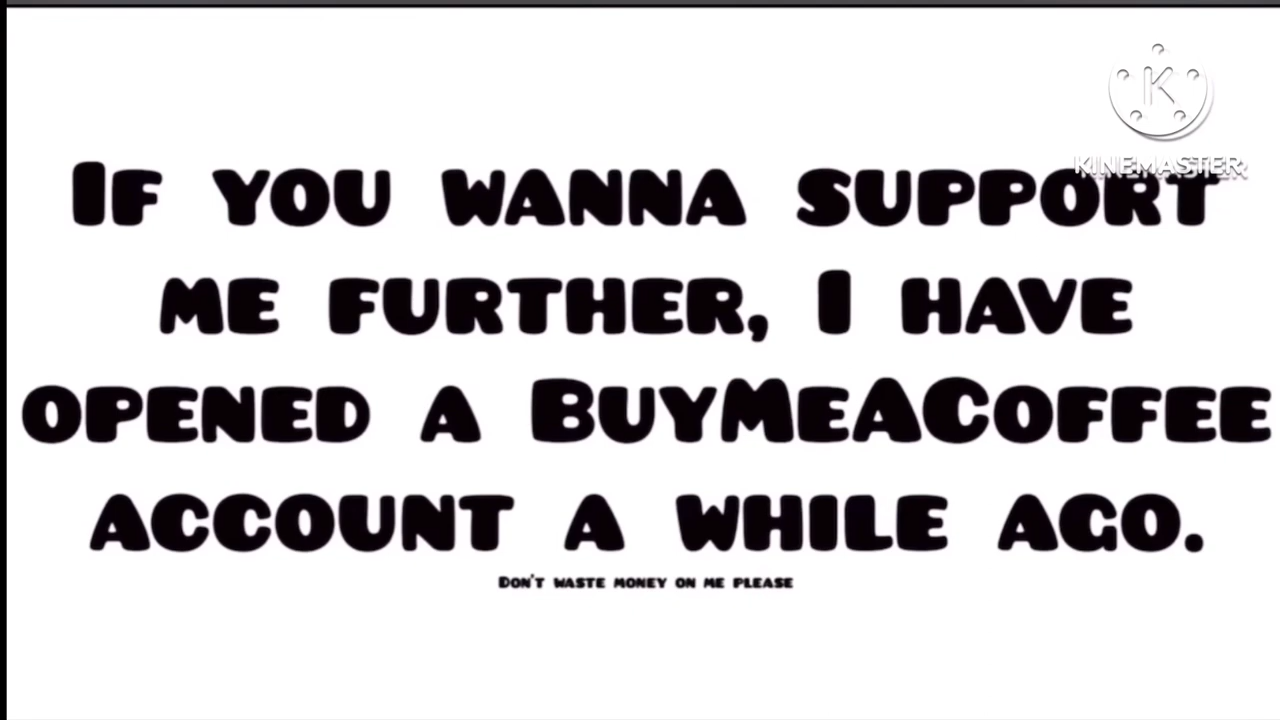 KINEMASTER
If you wanna support
me further, I have
opened a BuyMeACoffee
account a while ago.
Don't waste money on me please